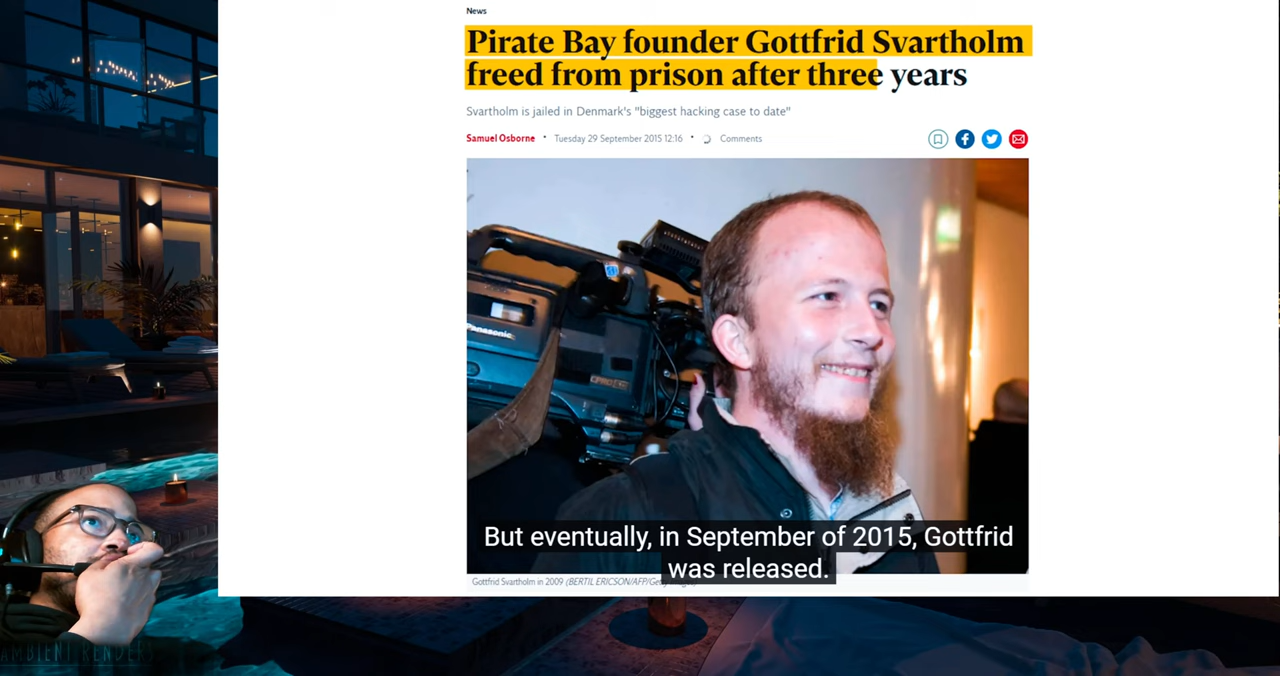 News
Pirate Bay founder Gottfrid Svartholm
freed from prison after three years
Svartholm is jailed in Denmark's "biggest hacking case to date"
Samuel Osborne • Tuesday 29 September 2015 12:16 • Comments
Panasonic
But eventually, in September of 2015, Gottfrid
was released.
Gottfrid Svartholm in 2009 (BERTIL ERICSON/AFP/Getty
AMBIENT RENDERS